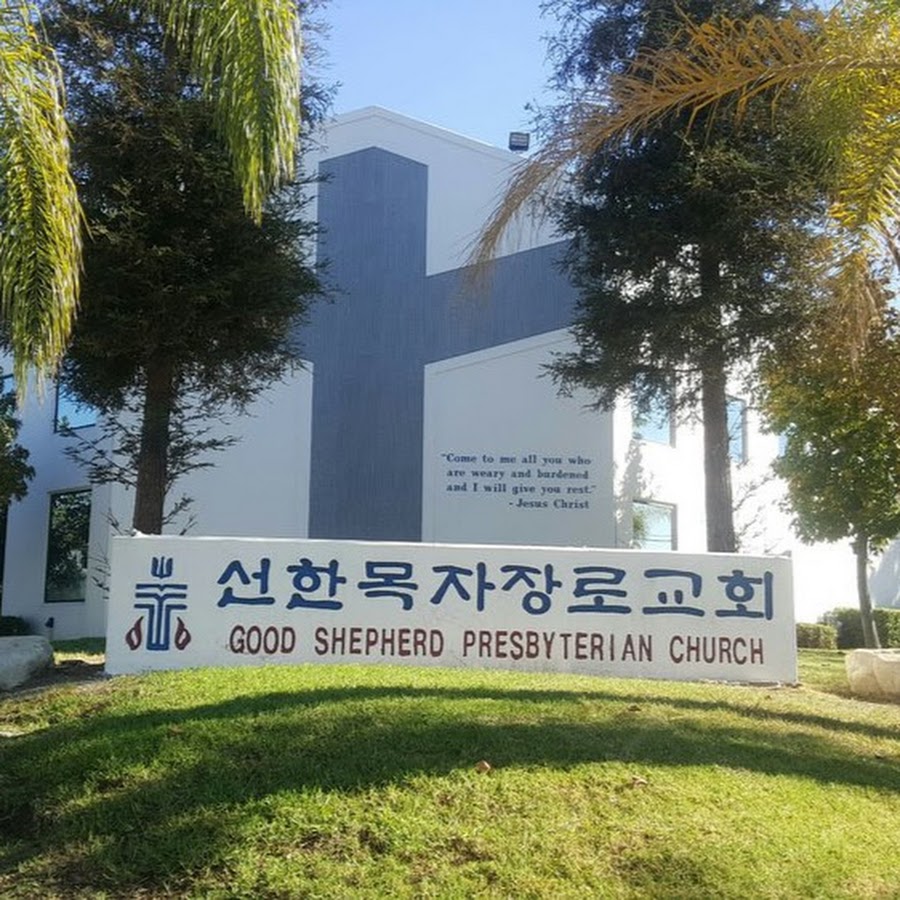 "Come to me all you who
are weary and burdened
and I will give you rest."
- Jesus Christ
선한목자장로교회
GOOD SHEPHERD PRESBYTERIAN CHURCH